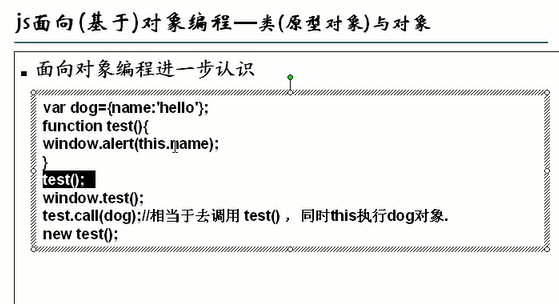 js面向(基于)对象编程—类(原型对象)与对象
面向对象编程进一步认识
var dog={name:'hello'};
function test(){
window.alert(this.name);
}
test();
window.test();
test.call(dog);//相当于去调用 test() ，同时this执行dog对象.
new test();